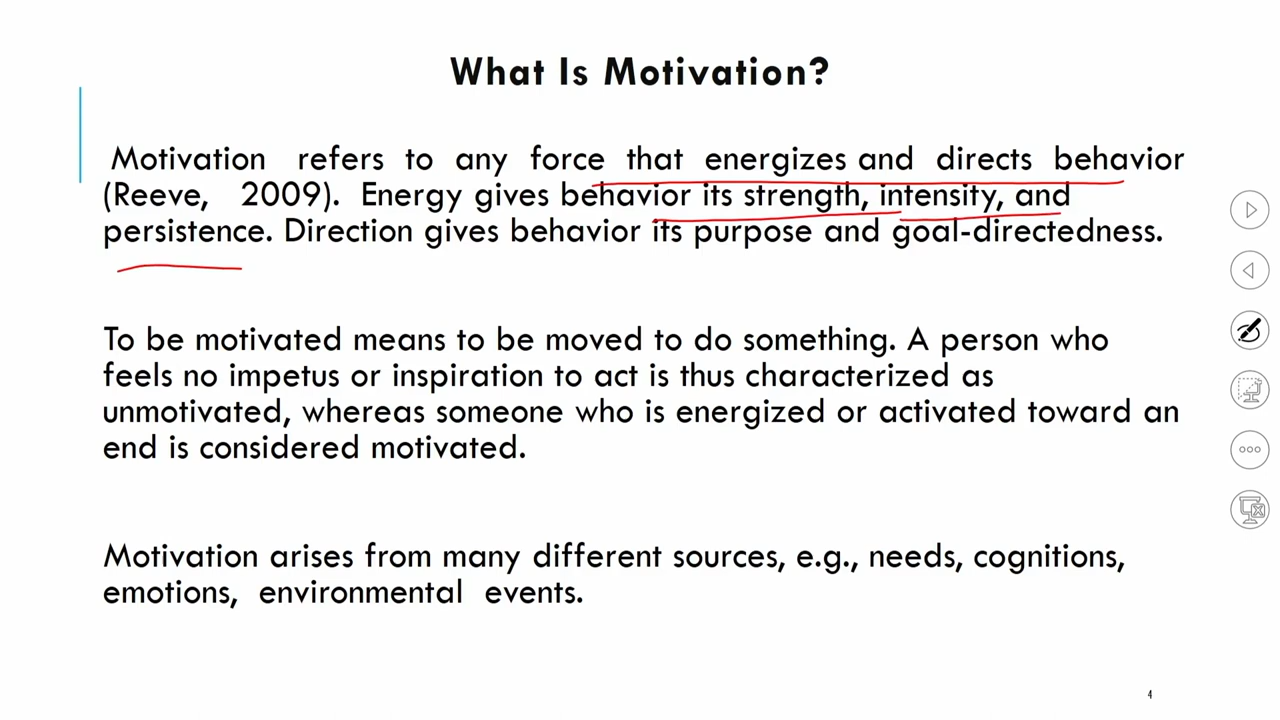 What Is Motivation?
Motivation refers to any force that energizes and directs behavior
(Reeve, 2009). Energy gives behavior its strength, intensity, and
persistence. Direction gives behavior its purpose and goal-directedness.
To be motivated means to be moved to do something. A person who
feels no impetus or inspiration to act is thus characterized as
unmotivated, whereas someone who is energized or activated toward an
end is considered motivated.
Motivation arises from many different sources, e.g., needs, cognitions,
emotions, environmental events.
4